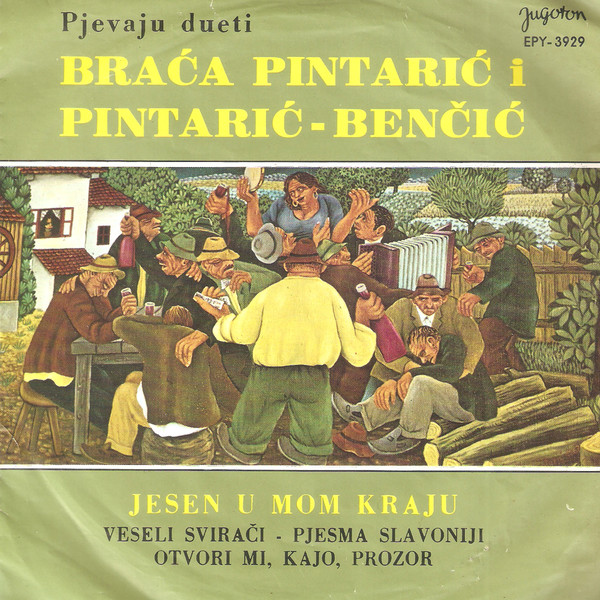 Pjevaju dueti
Jugoton
EPY-3929
BRAĆA PINTARIĆ i
PINTARIĆ-BENČIĆ
JESEN U MOM KRAJU
VESELI SVIRAČI - PJESMA SLAVONIJI
OTVORI MI, KAJO, PROZOR